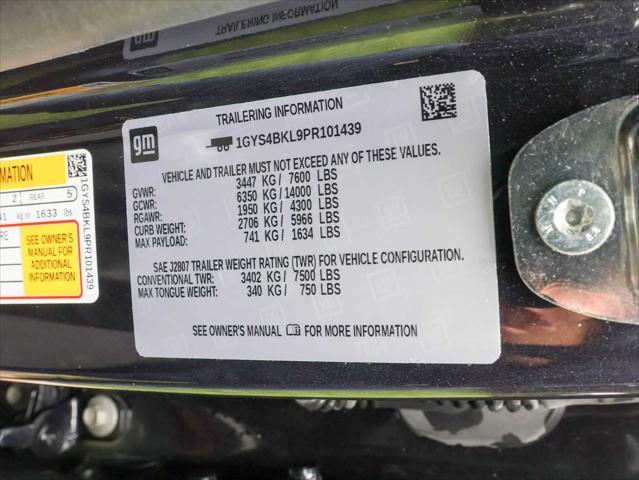 TRAILERING INFORMATION
gm
1GYS4BKL9PR101439
VEHICLE AND TRAILER MUST NOT EXCEED ANY OF THESE VALUES.
GVWR: 3447 KG/ 7600 LBS
GCWR: 6350 KG/ 14000 LBS
RGAWR: 1950 KG/ 4300 LBS
CURB WEIGHT: 2706 KG/ 5966 LBS
MAX PAYLOAD: 741 KG/ 1634 LBS
SAE J2807 TRAILER WEIGHT RATING (TWR) FOR VEHICLE CONFIGURATION.
CONVENTIONAL TWR: 3402 KG/ 7500 LBS
MAX TONGUE WEIGHT: 340 KG/ 750 LBS
SEE OWNER'S MANUAL FOR MORE INFORMATION
2 REAR 5
kg or 1633 lbs
SEE OWNER'S
MANUAL FOR
ADDITIONAL
INFORMATION
1GYS4BKL9PR101439